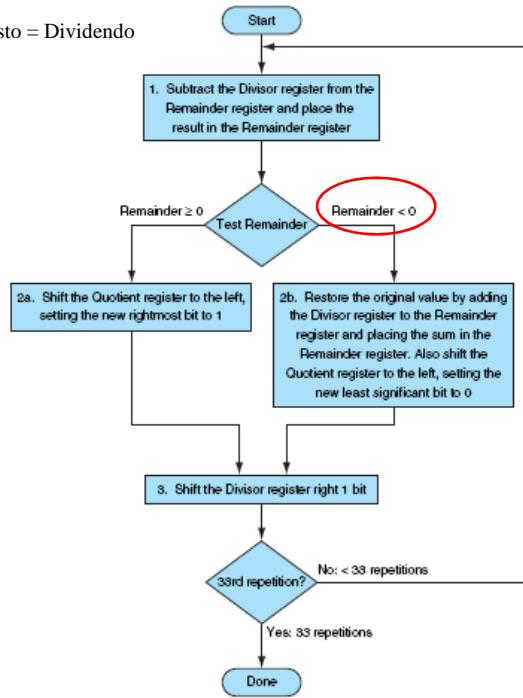 Start
sto = Dividendo
1. Subtract the Divisor register from the
Remainder register and place the
result in the Remainder register
Remainder ≥ 0
Test Remainder
Remainder < 0
2a. Shift the Quotient register to the left,
setting the new rightmost bit to 1
2b. Restore the original value by adding
the Divisor register to the Remainder
register and placing the sum in the
Remainder register. Also shift the
Quotient register to the left, setting the
new least significant bit to 0
3. Shift the Divisor register right 1 bit
33rd repetition?
No: < 33 repetitions
Yes: 33 repetitions
Done